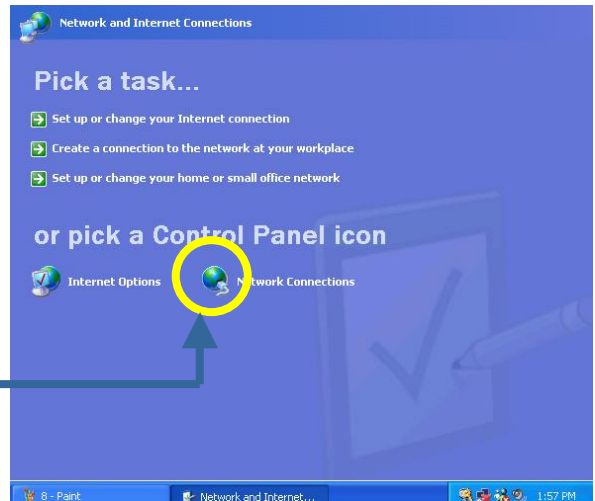 Network and Internet Connections
Pick a task...
Set up or change your Internet connection
Create a connection to the network at your workplace
Set up or change your home or small office network
or pick a Control Panel icon
Internet Options
Network Connections
8 - Paint
Network and Internet...
1:57 PM